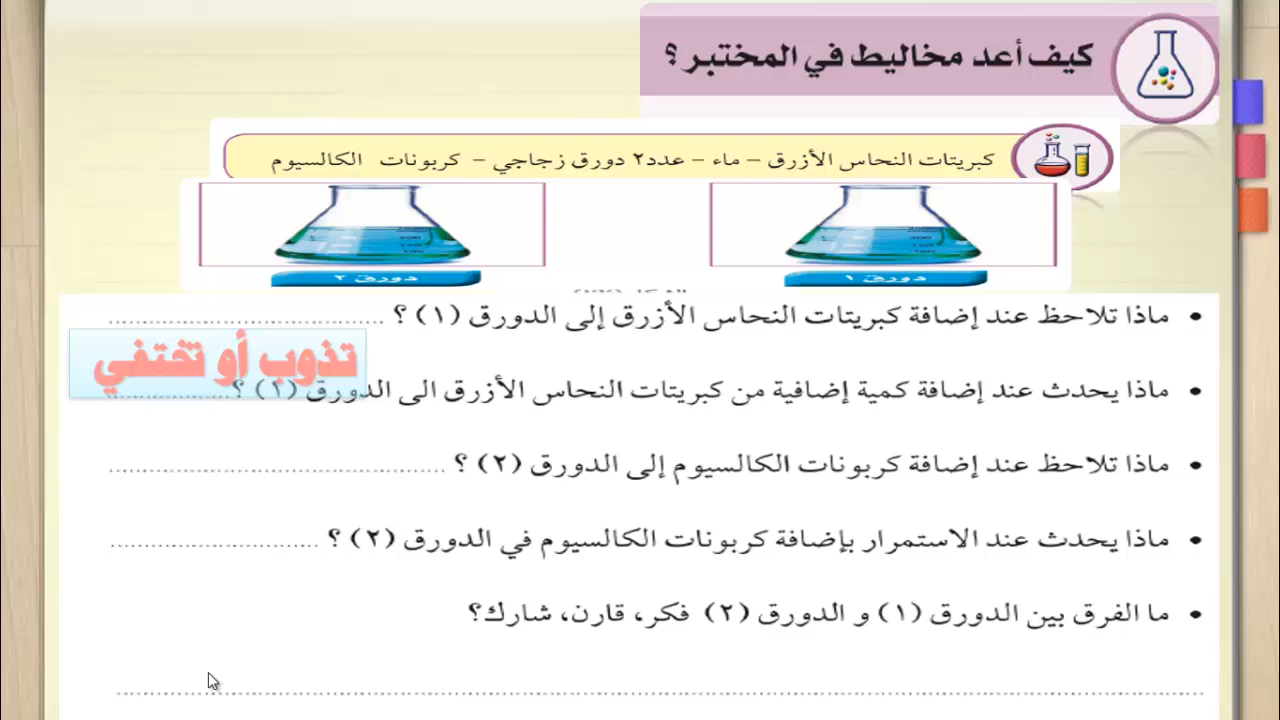 كيف أعد مخاليط في المختبر؟
كبريتات النحاس الأزرق – ماء – عدد٢ دورق زجاجي – كربونات الكالسيوم
دورق ١
دورق ٢
• ماذا تلاحظ عند إضافة كبريتات النحاس الأزرق إلى الدورق (١) ؟ ......................................
تذوب أو تختفي
• ماذا يحدث عند إضافة كمية إضافية من كبريتات النحاس الأزرق الى الدورق (١) ؟ ....................
• ماذا تلاحظ عند إضافة كربونات الكالسيوم إلى الدورق (٢) ؟ ..............................................
• ماذا يحدث عند الاستمرار بإضافة كربونات الكالسيوم في الدورق (٢) ؟ ..............................
• ما الفرق بين الدورق (١) و الدورق (٢) فكر، قارن، شارك؟